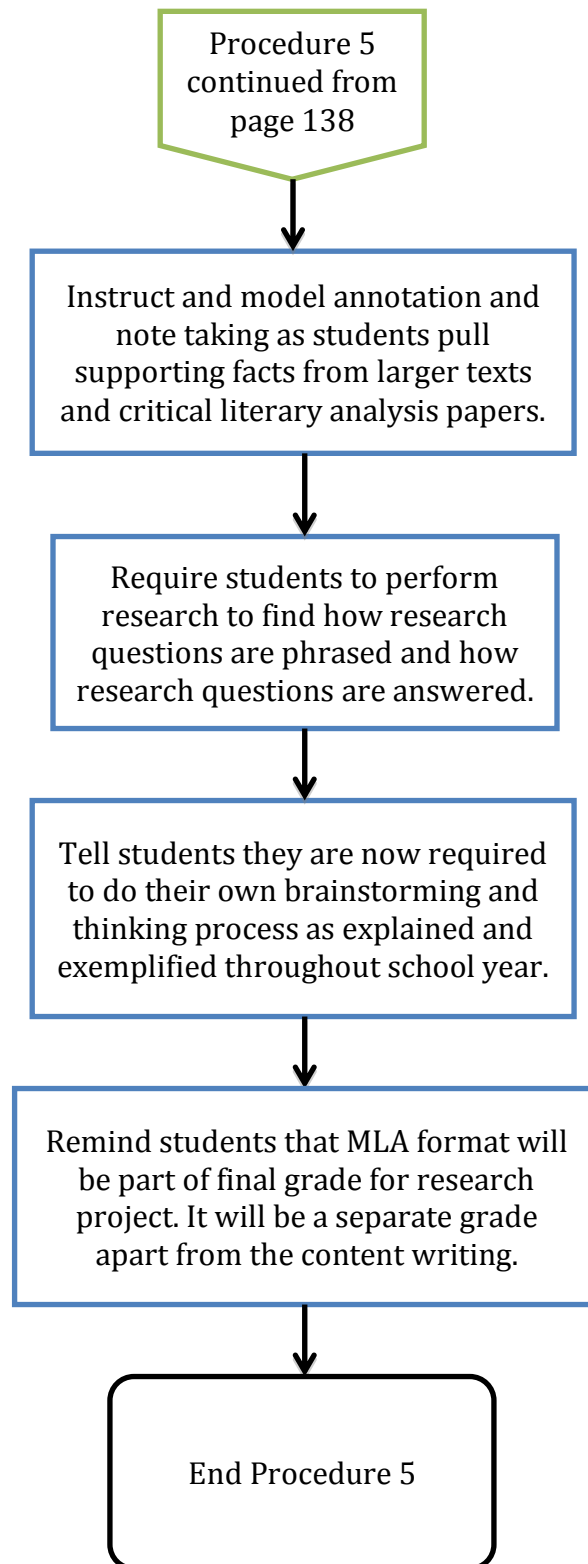 Procedure 5
continued from
page 138
Instruct and model annotation and
note taking as students pull
supporting facts from larger texts
and critical literary analysis papers.
Require students to perform
research to find how research
questions are phrased and how
research questions are answered.
Tell students they are now required
to do their own brainstorming and
thinking process as explained and
exemplified throughout school year.
Remind students that MLA format will
be part of final grade for research
project. It will be a separate grade
apart from the content writing.
End Procedure 5